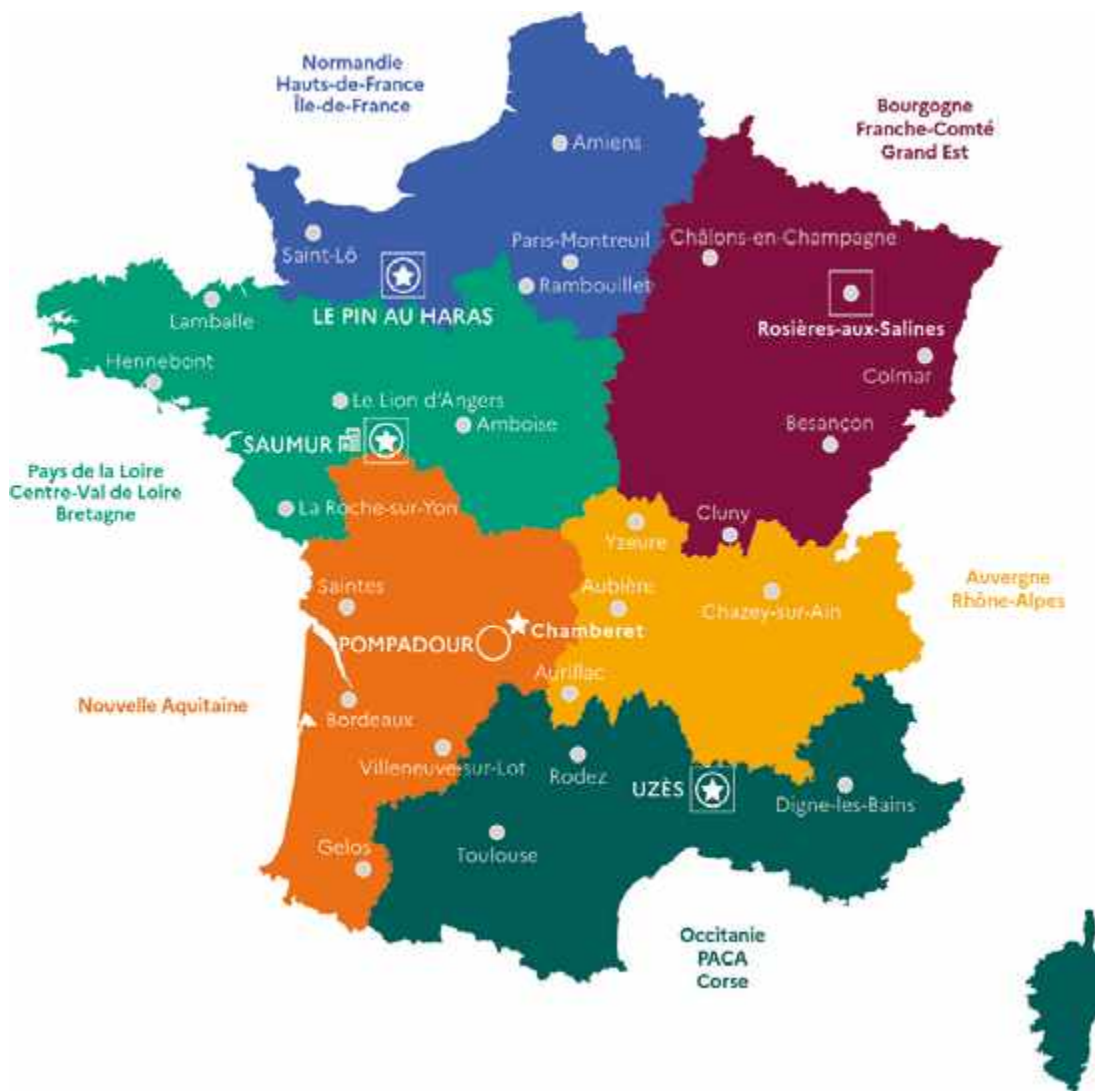 Normandie
Hauts-de-France
Île-de-France
Bourgogne
Franche-Comté
Grand Est
Amiens
Saint-Lô
Paris-Montreuil
Châlons-en-Champagne
Rambouillet
LE PIN AU HARAS
Lamballe
Rosières-aux-Salines
Hennebont
Colmar
Le Lion d'Angers
Amboise
Besançon
SAUMUR
Pays de la Loire
Centre-Val de Loire
Bretagne
La Roche-sur-Yon
Cluny
Yzeure
Auvergne
Rhône-Alpes
Saintes
Aubière
Chazey-sur-Ain
Chamberet
POMPADOUR
Aurillac
Nouvelle Aquitaine
Bordeaux
Villeneuve-sur-Lot
Rodez
UZÈS
Digne-les-Bains
Gelos
Toulouse
Occitanie
PACA
Corse